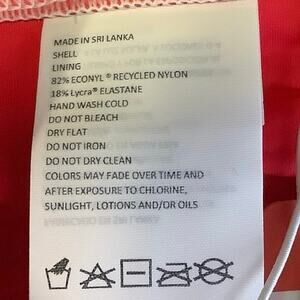 MADE IN SRI LANKA
SHELL
LINING
82% ECONYL ® RECYCLED NYLON
18% Lycra® ELASTANE
HAND WASH COLD
DO NOT BLEACH
DRY FLAT
DO NOT IRON
DO NOT DRY CLEAN
COLORS MAY FADE OVER TIME AND
AFTER EXPOSURE TO CHLORINE,
SUNLIGHT, LOTIONS AND/OR OILS